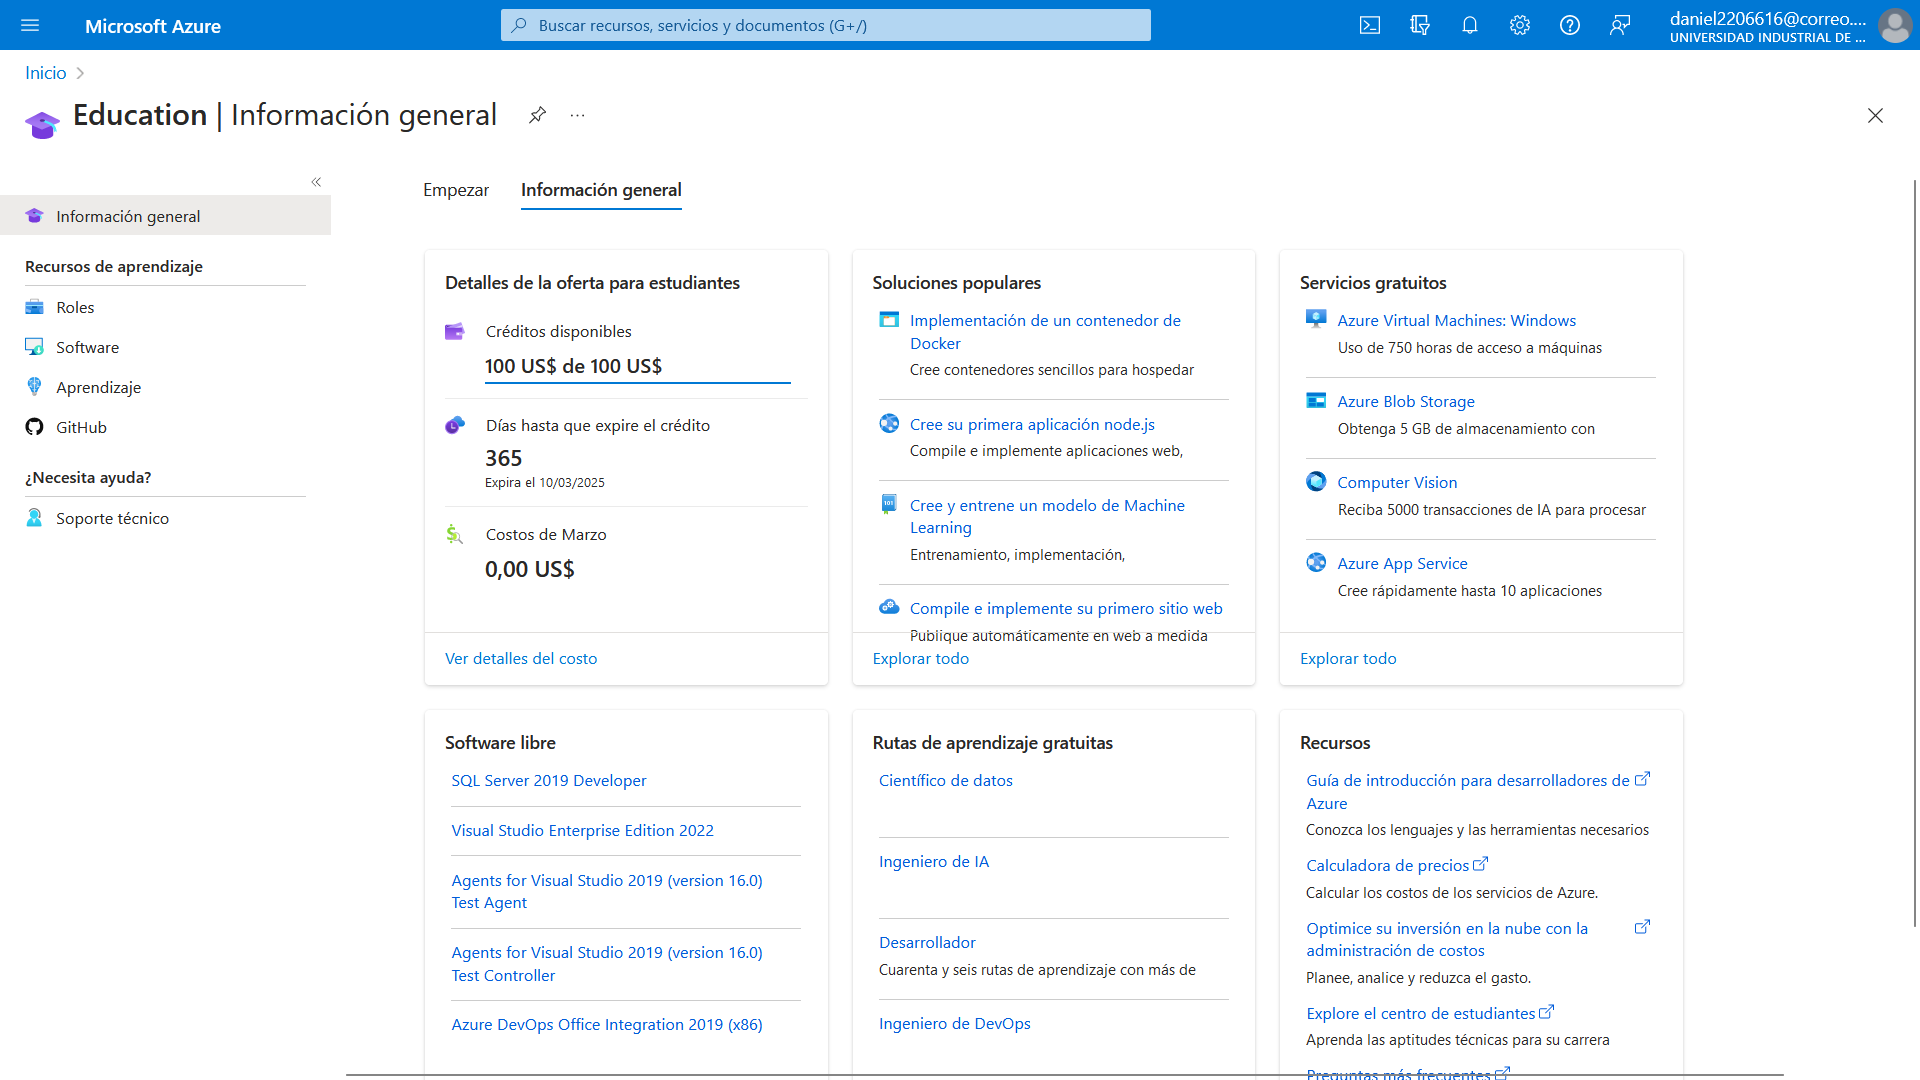 Microsoft Azure
Buscar recursos, servicios y documentos (G+/)
daniel2206616@correo....
UNIVERSIDAD INDUSTRIAL DE ...
Inicio
Education | Información general
Información general
Recursos de aprendizaje
Roles
Software
Aprendizaje
GitHub
¿Necesita ayuda?
Soporte técnico
Empezar
Información general
Detalles de la oferta para estudiantes
Créditos disponibles
100 US$ de 100 US$
Días hasta que expire el crédito
365
Expira el 10/03/2025
Costos de Marzo
0,00 US$
Ver detalles del costo
Soluciones populares
Implementación de un contenedor de
Docker
Cree contenedores sencillos para hospedar
Cree su primera aplicación node.js
Compile e implemente aplicaciones web,
Cree y entrene un modelo de Machine
Learning
Entrenamiento, implementación,
Compile e implemente su primero sitio web
Publique automáticamente en web a medida
Explorar todo
Servicios gratuitos
Azure Virtual Machines: Windows
Uso de 750 horas de acceso a máquinas
Azure Blob Storage
Obtenga 5 GB de almacenamiento con
Computer Vision
Reciba 5000 transacciones de IA para procesar
Azure App Service
Cree rápidamente hasta 10 aplicaciones
Explorar todo
Software libre
SQL Server 2019 Developer
Visual Studio Enterprise Edition 2022
Agents for Visual Studio 2019 (version 16.0)
Test Agent
Agents for Visual Studio 2019 (version 16.0)
Test Controller
Azure DevOps Office Integration 2019 (x86)
Rutas de aprendizaje gratuitas
Científico de datos
Ingeniero de IA
Desarrollador
Cuarenta y seis rutas de aprendizaje con más de
Ingeniero de DevOps
Recursos
Guía de introducción para desarrolladores de
Azure
Conozca los lenguajes y las herramientas necesarios
Calculadora de precios
Calcular los costos de los servicios de Azure.
Optimice su inversión en la nube con la
administración de costos
Planee, analice y reduzca el gasto.
Explore el centro de estudiantes
Aprenda las aptitudes técnicas para su carrera
Preguntas más frecuentes